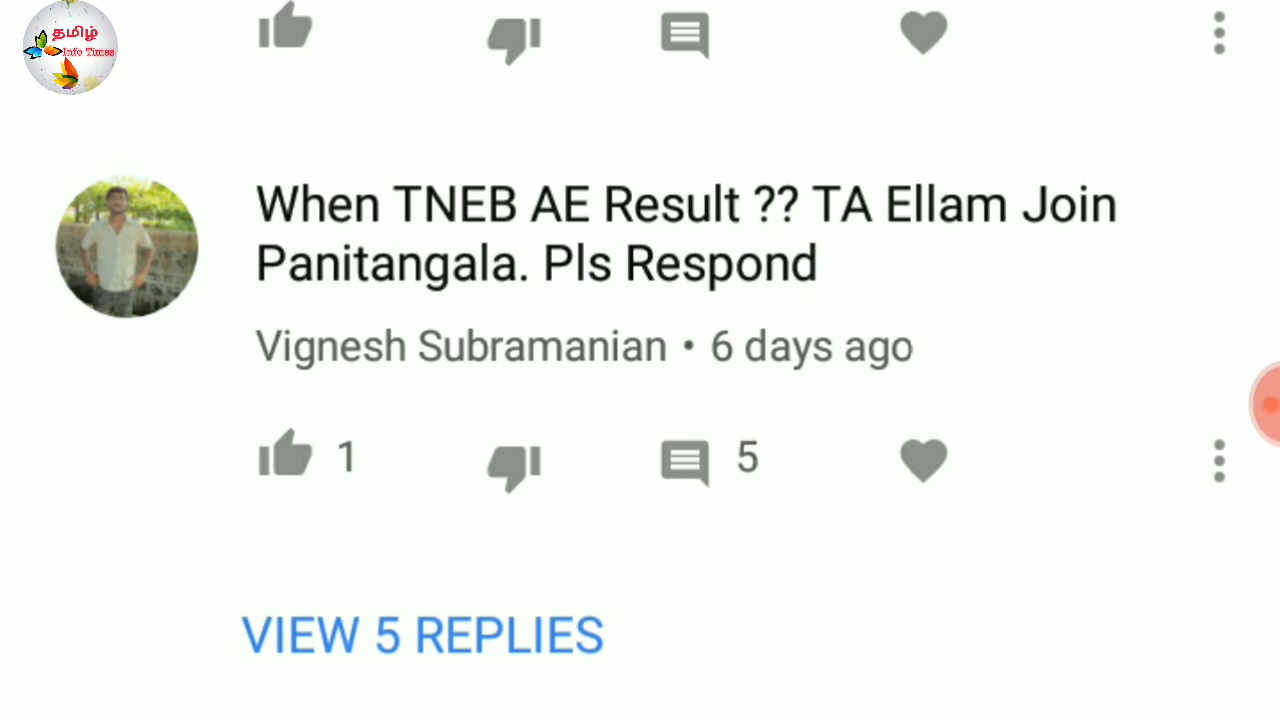 தமிழ்
Info Times
When TNEB AE Result ?? TA Ellam Join
Panitangala. Pls Respond
Vignesh Subramanian • 6 days ago
1
5
VIEW 5 REPLIES